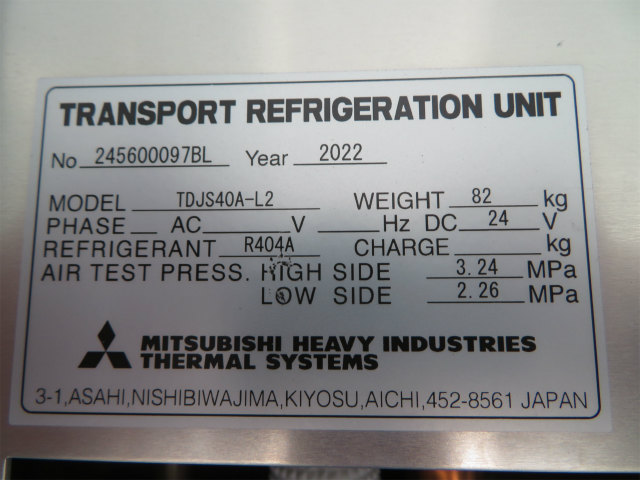 TRANSPORT REFRIGERATION UNIT
No 245600097BL Year 2022
MODEL TDJS40A-L2 WEIGHT 82 kg
PHASE AC V Hz DC 24 V
REFRIGERANT R404A CHARGE kg
AIR TEST PRESS. HIGH SIDE 3.24 MPa
LOW SIDE 2.26 MPa
MITSUBISHI HEAVY INDUSTRIES
THERMAL SYSTEMS
3-1,ASAHI,NISHIBIWAJIMA,KIYOSU,AICHI,452-8561 JAPAN